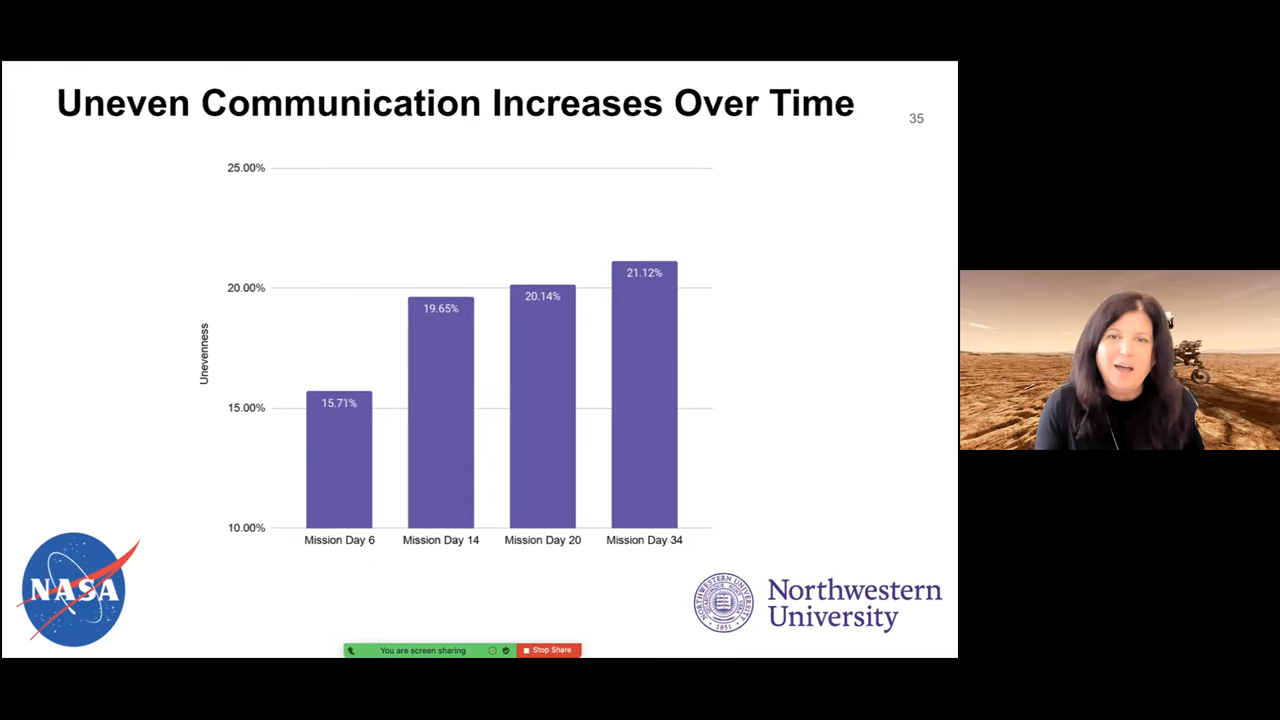 Uneven Communication Increases Over Time
35
25.00%
20.00%
15.00%
10.00%
Unevenness
15.71%
19.65%
20.14%
21.12%
Mission Day 6
Mission Day 14
Mission Day 20
Mission Day 34
NASA
Northwestern
University
1851
You are screen sharing
Stop Share